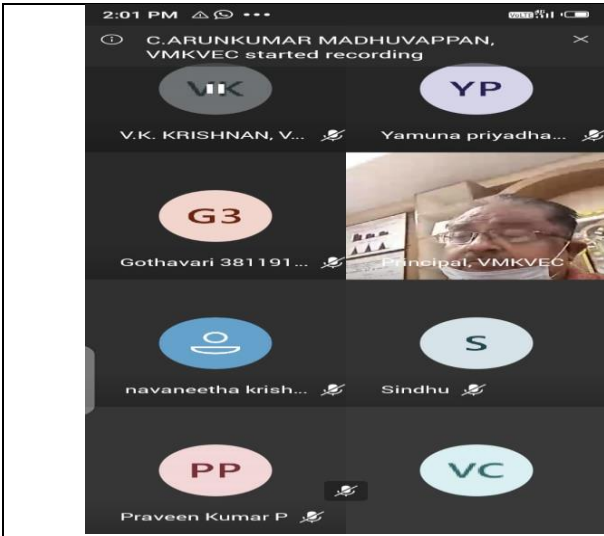 2:01 PM
C.ARUNKUMAR MADHUVAPPAN,
VMKVEC started recording
VK
YP
V.K. KRISHNAN, V...
Yamuna priyadha...
G3
Gothavari 381191...
Principal, VMKVEC
navaneetha krish...
S
Sindhu
PP
VC
Praveen Kumar P